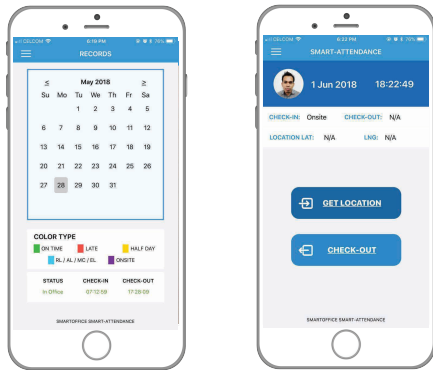 CELCOM 6:19 PM 76%
RECORDS
≤ May 2018 ≥
Su Mo Tu We Th Fr Sa
1 2 3 4 5
6 7 8 9 10 11 12
13 14 15 16 17 18 19
20 21 22 23 24 25 26
27 28 29 30 31
COLOR TYPE
ON TIME LATE HALF DAY
RL / AL / MC / EL ONSITE
STATUS CHECK-IN CHECK-OUT
In Office 07:12:59 17:28:59
SMARTOFFICE SMART-ATTENDANCE
CELCOM 6:22 PM 76%
SMART-ATTENDANCE
1 Jun 2018 18:22:49
CHECK-IN: Onsite CHECK-OUT: N/A
LOCATION LAT: N/A LNG: N/A
GET LOCATION
CHECK-OUT
SMARTOFFICE SMART-ATTENDANCE